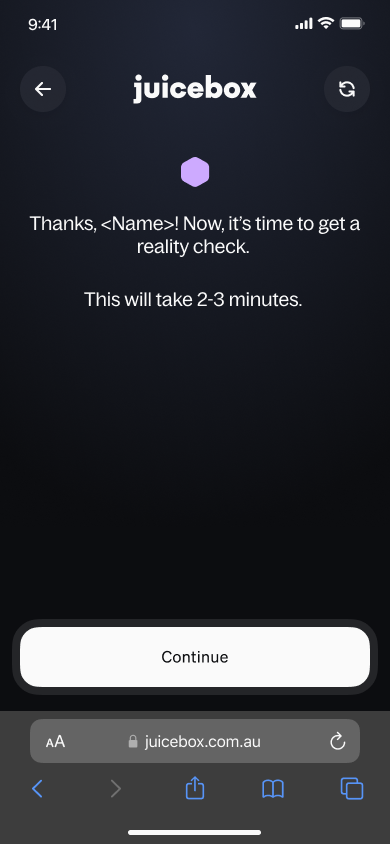 9:41
juicebox
Thanks, <Name>! Now, it’s time to get a
reality check.
This will take 2-3 minutes.
Continue
AA
juicebox.com.au